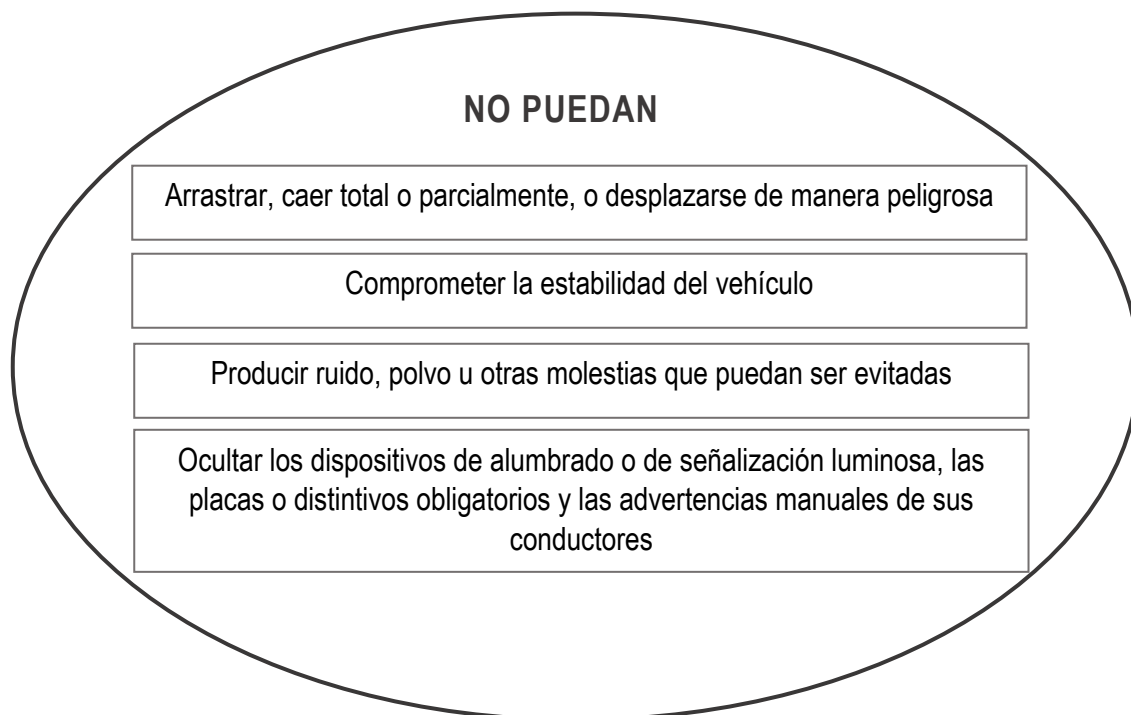 NO PUEDAN
Arrastrar, caer total o parcialmente, o desplazarse de manera peligrosa
Comprometer la estabilidad del vehículo
Producir ruido, polvo u otras molestias que puedan ser evitadas
Ocultar los dispositivos de alumbrado o de señalización luminosa, las
placas o distintivos obligatorios y las advertencias manuales de sus
conductores